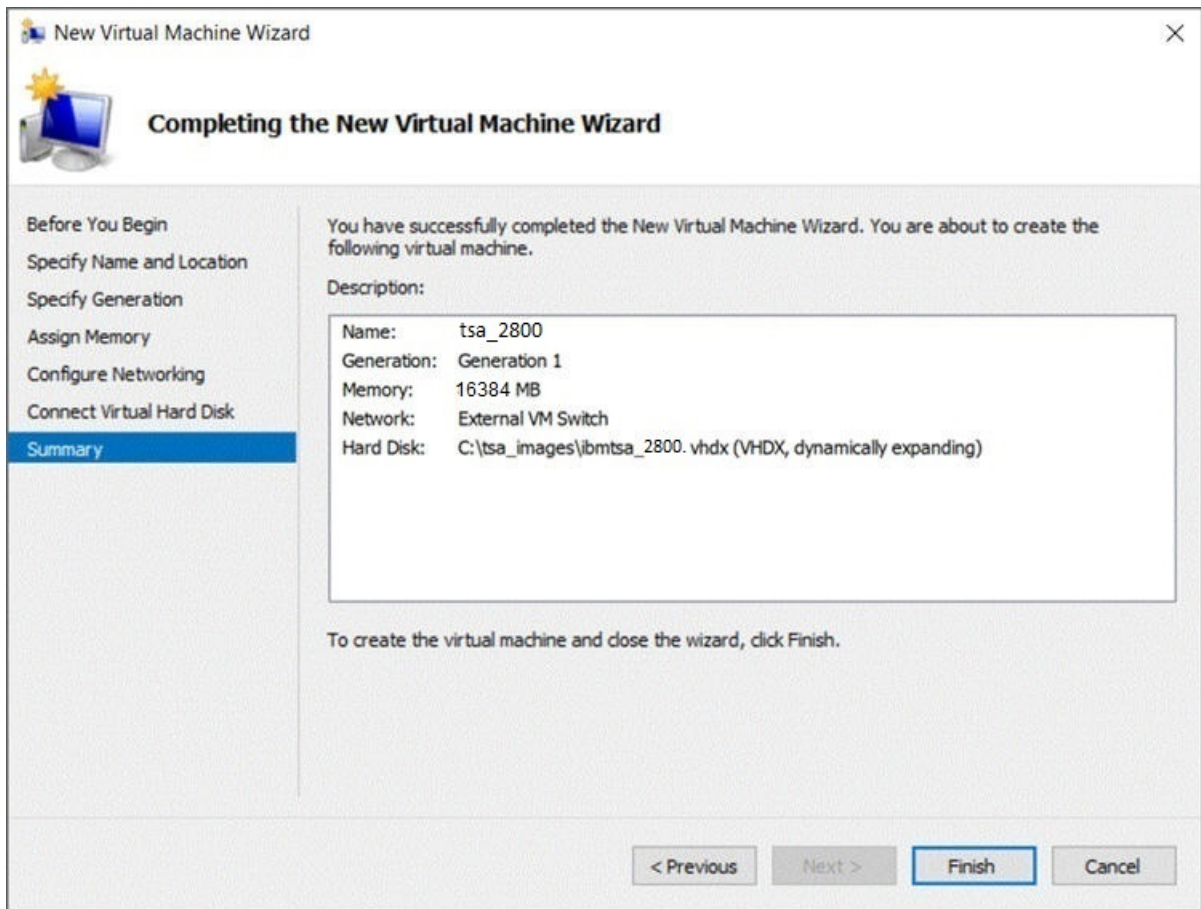 New Virtual Machine Wizard
Completing the New Virtual Machine Wizard
Before You Begin
Specify Name and Location
Specify Generation
Assign Memory
Configure Networking
Connect Virtual Hard Disk
Summary
You have successfully completed the New Virtual Machine Wizard. You are about to create the
following virtual machine.
Description:
Name: tsa_2800
Generation: Generation 1
Memory: 16384 MB
Network: External VM Switch
Hard Disk: C:\tsa_images\ibmtsa_2800. vhdx (VHDX, dynamically expanding)
To create the virtual machine and close the wizard, click Finish.
< Previous
Next >
Finish
Cancel